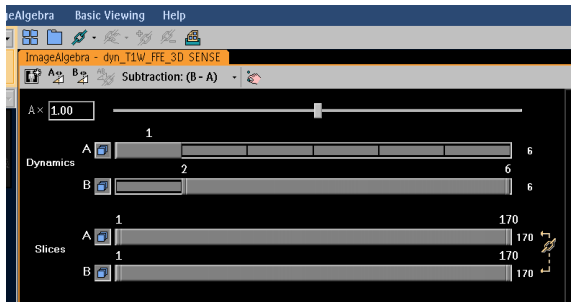 geAlgebra Basic Viewing Help
ImageAlgebra - dyn_T1W_FFE_3D SENSE
A B Subtraction: (B - A)
A× 1.00
1
A 6
Dynamics
2 6
B 6
1 170
A 170
Slices
1 170
B 170